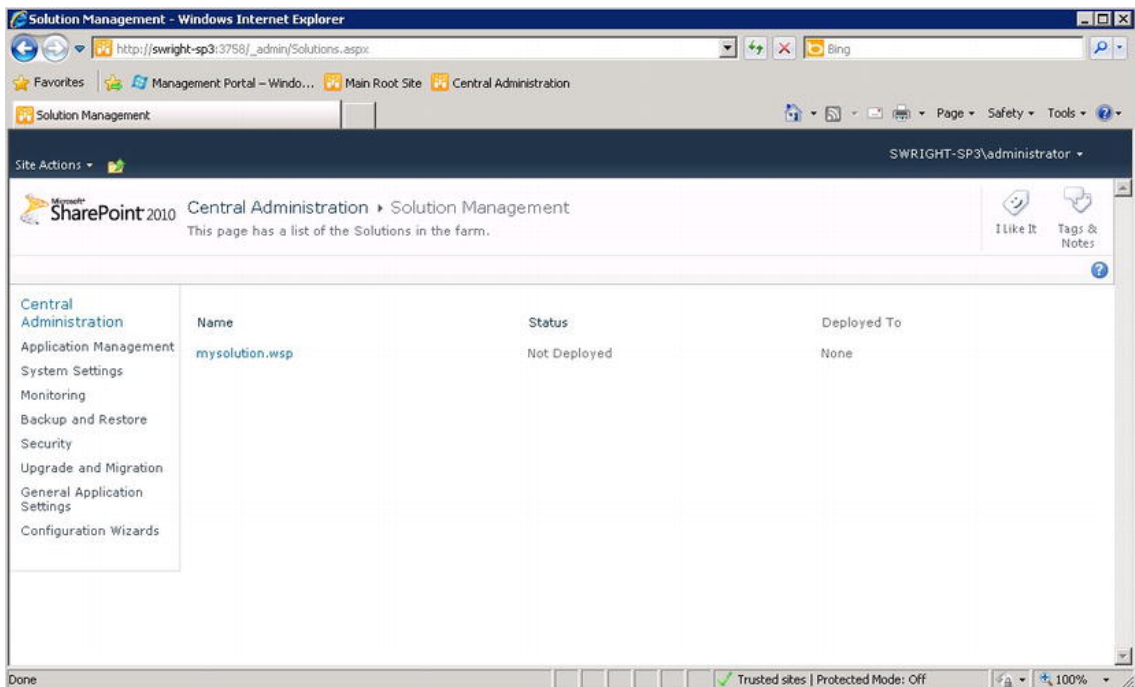 Solution Management - Windows Internet Explorer
http://swright-sp3:3758/_admin/Solutions.aspx
Bing
Favorites
Management Portal – Windo...
Main Root Site
Central Administration
Solution Management
Page
Safety
Tools
Site Actions
SWRIGHT-SP3\administrator
Microsoft
SharePoint 2010
Central Administration
Solution Management
This page has a list of the Solutions in the farm.
I Like It
Tags &
Notes
Central
Administration
Application Management
System Settings
Monitoring
Backup and Restore
Security
Upgrade and Migration
General Application
Settings
Configuration Wizards
Name
Status
Deployed To
mysolution.wsp
Not Deployed
None
Done
Trusted sites | Protected Mode: Off
100%